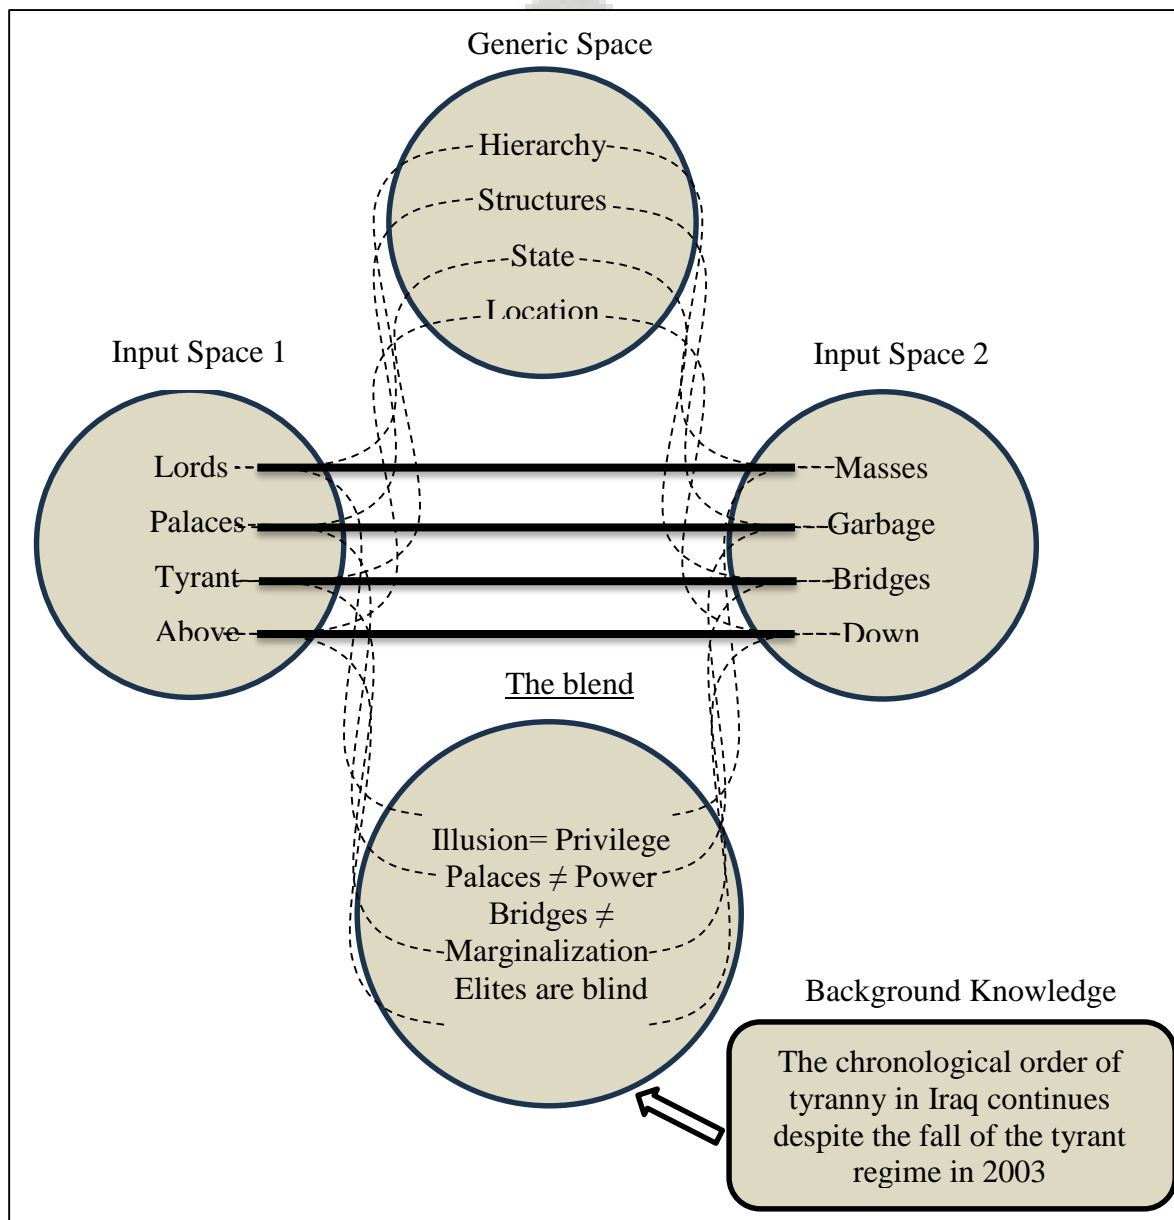 Generic Space
Hierarchy
Structures
State
Location
Input Space 1
Lords
Palaces
Tyrant
Above
Input Space 2
Masses
Garbage
Bridges
Down
The blend
Illusion= Privilege
Palaces ≠ Power
Bridges ≠
Marginalization
Elites are blind
Background Knowledge
The chronological order of
tyranny in Iraq continues
despite the fall of the tyrant
regime in 2003